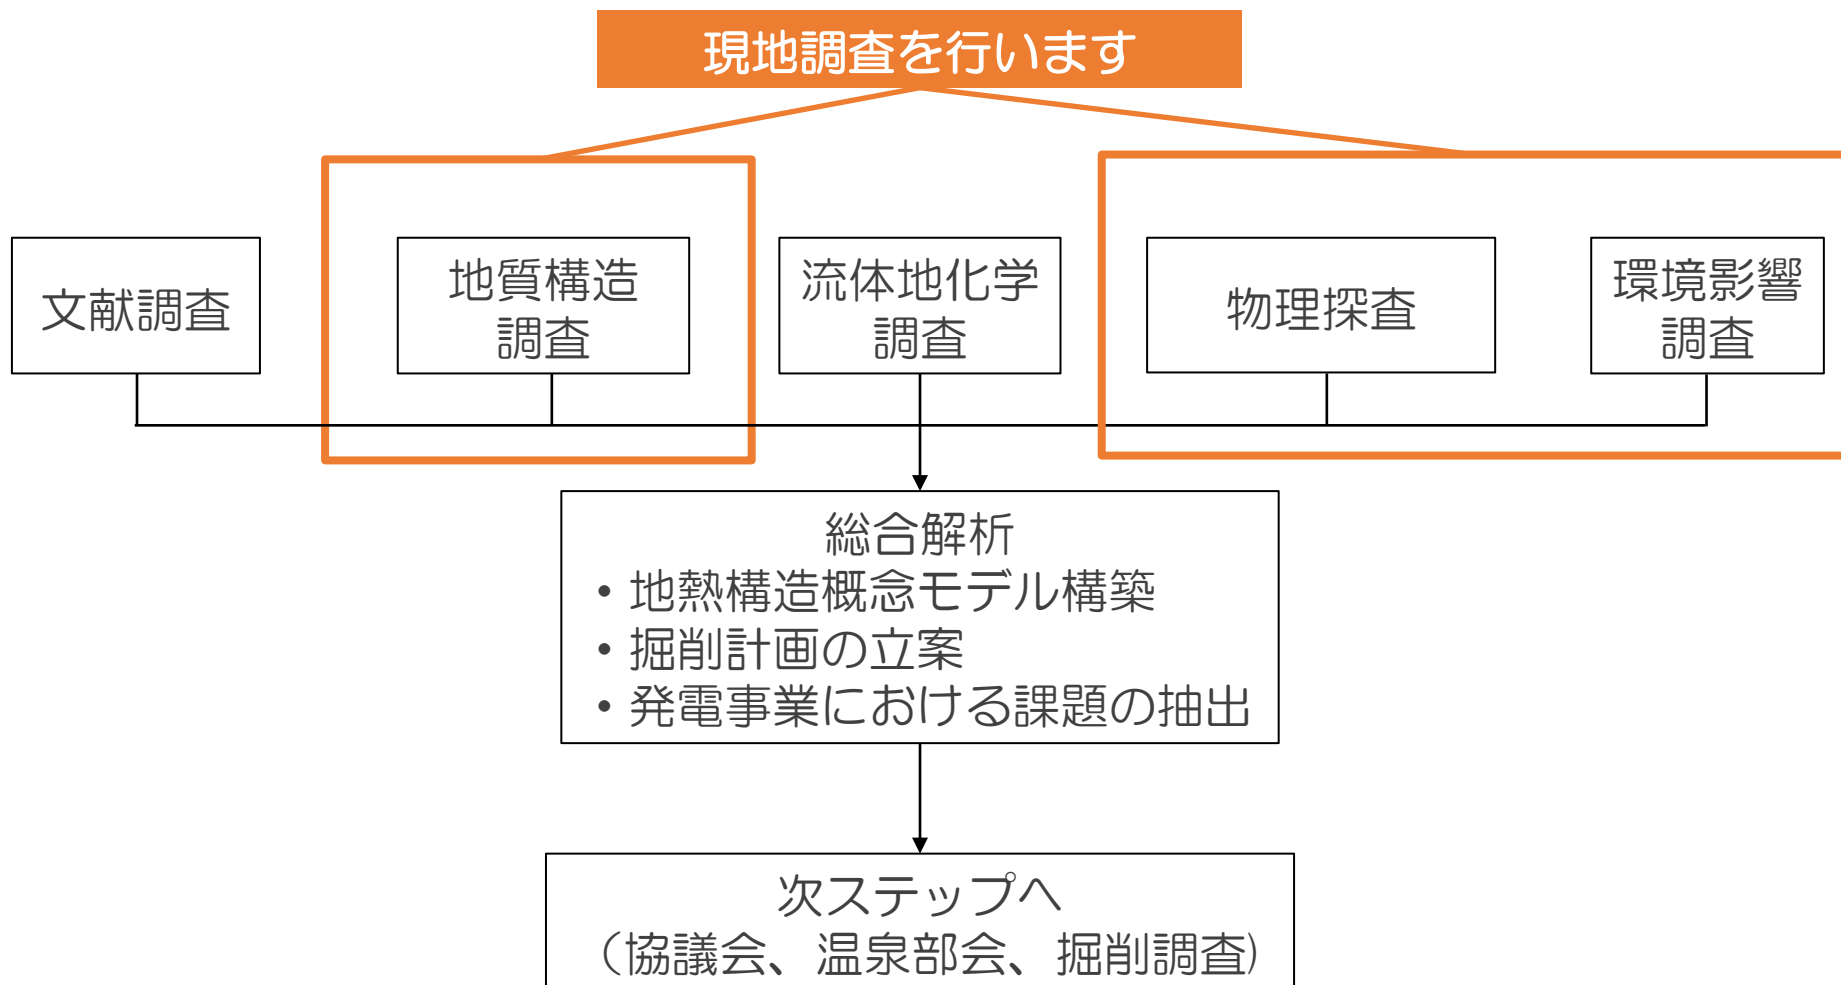 現地調査を行います
文献調査
地質構造
調査
流体地化学
調査
物理探査
環境影響
調査
総合解析
・地熱構造概念モデル構築
・掘削計画の立案
・発電事業における課題の抽出
次ステップへ
（協議会、温泉部会、掘削調査)